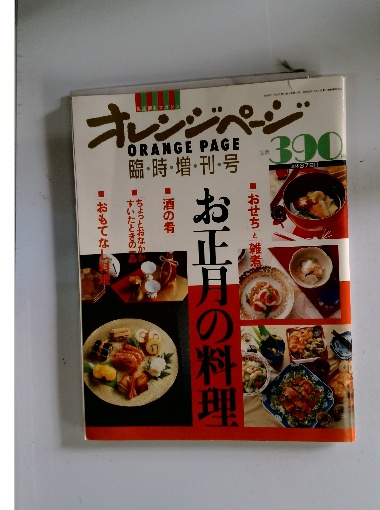 オレンジページ
ORANGE PAGE
臨・時・増・刊・号
390
お正月の料理
■おせちと雑煮
■酒の肴
■ちょっとおなかがすいたときの一品
■おもてなし料理